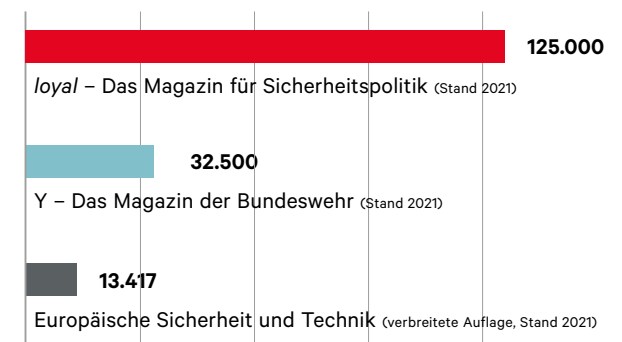 125.000
loyal – Das Magazin für Sicherheitspolitik (Stand 2021)
32.500
Y – Das Magazin der Bundeswehr (Stand 2021)
13.417
Europäische Sicherheit und Technik (verbreitete Auflage, Stand 2021)